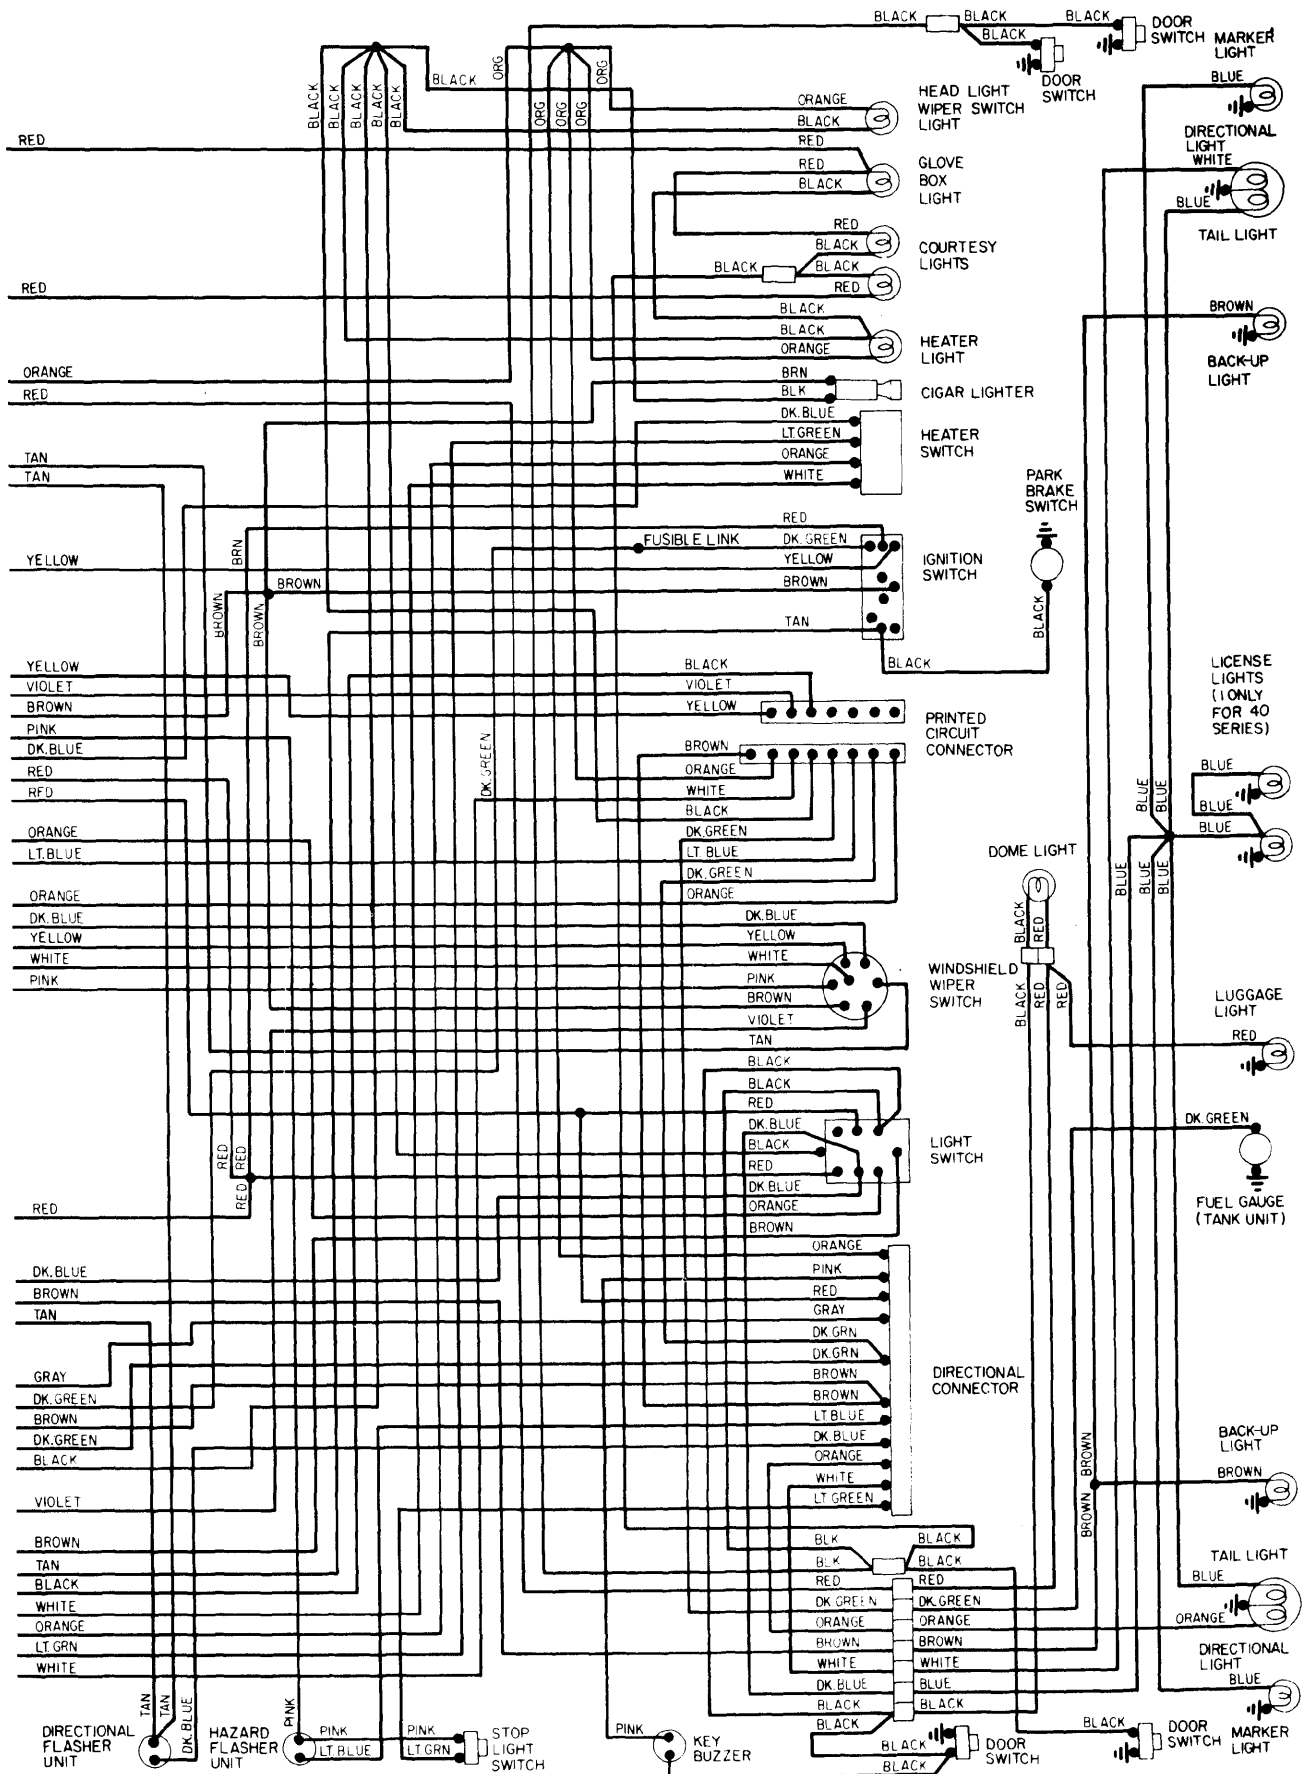 BLACK
BLACK
BLACK
DOOR
SWITCH
BLACK
DOOR
SWITCH
MARKER
LIGHT
BLUE
BLACK
BLACK
BLACK
BLACK
BLACK
BLACK
ORG
ORG
ORG
ORG
ORG
ORANGE
BLACK
HEAD LIGHT
WIPER SWITCH
LIGHT
DIRECTIONAL
LIGHT
WHITE
BLUE
TAIL LIGHT
RED
RED
RED
BLACK
GLOVE
BOX
LIGHT
RED
BLACK
BLACK
BLACK
RED
COURTESY
LIGHTS
RED
BLACK
BLACK
ORANGE
HEATER
LIGHT
BROWN
BACK-UP
LIGHT
ORANGE
RED
BRN
BLK
CIGAR LIGHTER
DK.BLUE
LT.GREEN
ORANGE
WHITE
HEATER
SWITCH
TAN
TAN
PARK
BRAKE
SWITCH
BLACK
RED
FUSIBLE LINK
DK. GREEN
YELLOW
BROWN
TAN
BLACK
IGNITION
SWITCH
YELLOW
BRN
BROWN
BROWN
BROWN
YELLOW
VIOLET
BROWN
PINK
DK.BLUE
RED
RED
BLACK
VIOLET
YELLOW
PRINTED
CIRCUIT
CONNECTOR
DK.GREEN
BROWN
ORANGE
WHITE
BLACK
DK.GREEN
LT. BLUE
DK.GREEN
ORANGE
LICENSE
LIGHTS
(1 ONLY
FOR 40
SERIES)
BLUE
BLUE
BLUE
BLUE
BLUE
BLUE
BLUE
BLUE
ORANGE
LT.BLUE
ORANGE
DK.BLUE
YELLOW
WHITE
PINK
DOME LIGHT
BLACK
RED
BLACK
RED
RED
DK.BLUE
YELLOW
WHITE
PINK
BROWN
VIOLET
TAN
WINDSHIELD
WIPER
SWITCH
LUGGAGE
LIGHT
RED
BLACK
BLACK
RED
DK.BLUE
BLACK
RED
DK.BLUE
ORANGE
BROWN
LIGHT
SWITCH
DK.GREEN
FUEL GAUGE
(TANK UNIT)
RED
RED
RED
RED
DK.BLUE
BROWN
TAN
GRAY
DK.GREEN
BROWN
DK.GREEN
BLACK
VIOLET
BROWN
TAN
BLACK
WHITE
ORANGE
LT.GRN
WHITE
ORANGE
PINK
RED
GRAY
DK.GRN
DK.GRN
BROWN
BROWN
LT BLUE
DK.BLUE
ORANGE
WHITE
LT GREEN
DIRECTIONAL
CONNECTOR
BROWN
BROWN
BACK-UP
LIGHT
BROWN
BLK
BLK
BLACK
BLACK
RED
RED
DK GREEN
DK.GREEN
ORANGE
ORANGE
BROWN
BROWN
WHITE
WHITE
DK.BLUE
BLUE
BLACK
BLACK
BLACK
TAIL LIGHT
BLUE
ORANGE
DIRECTIONAL
LIGHT
BLUE
MARKER
LIGHT
TAN
TAN
DK.BLUE
DIRECTIONAL
FLASHER
UNIT
HAZARD
FLASHER
UNIT
PINK
PINK
LT.BLUE
PINK
LT GRN
STOP
LIGHT
SWITCH
PINK
KEY
BUZZER
BLACK
BLACK
DOOR
SWITCH
BLACK
DOOR
SWITCH